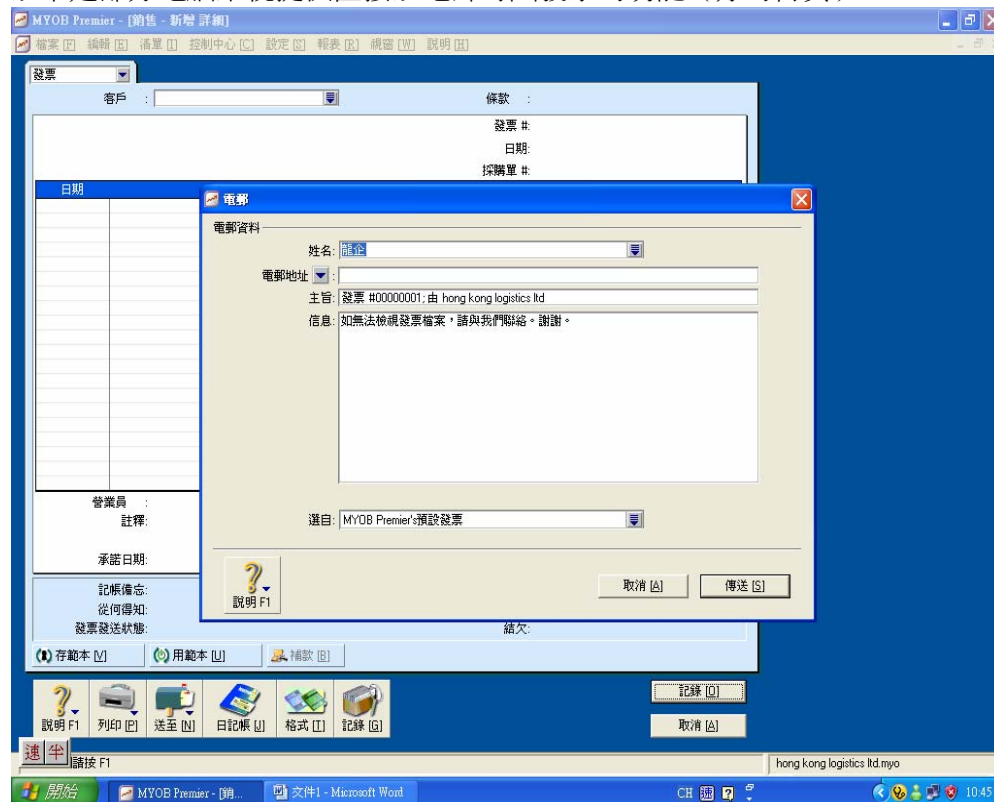 MYOB Premier - [銷售 - 新增 詳細]
檔案 [F] 編輯 [E] 清單 [I] 控制中心 [C] 設定 [S] 報表 [R] 視窗 [W] 說明 [H]
發票
客戶 :
條款 :
發票 #:
日期:
採購單 #:
日期
電郵
電郵資料
姓名: 龍企
電郵地址 :
主旨: 發票 #00000001; 由 hong kong logistics ltd
信息: 如無法檢視發票檔案，請與我們聯絡。謝謝。
選自: MYOB Premier's預設發票
說明 F1
取消 [A]
傳送 [S]
營業員 :
註釋:
承諾日期:
記帳備忘:
從何得知:
發票發送狀態:
結欠:
存範本 [V]
用範本 [U]
補款 [B]
說明 F1
列印 [P]
送至 [N]
日記帳 [J]
格式 [T]
記錄 [G]
記錄 [O]
取消 [A]
速 半
請按 F1
hong kong logistics ltd.myo
開始
MYOB Premier - [銷...
文件1 - Microsoft Word
CH 速 ?
10:45